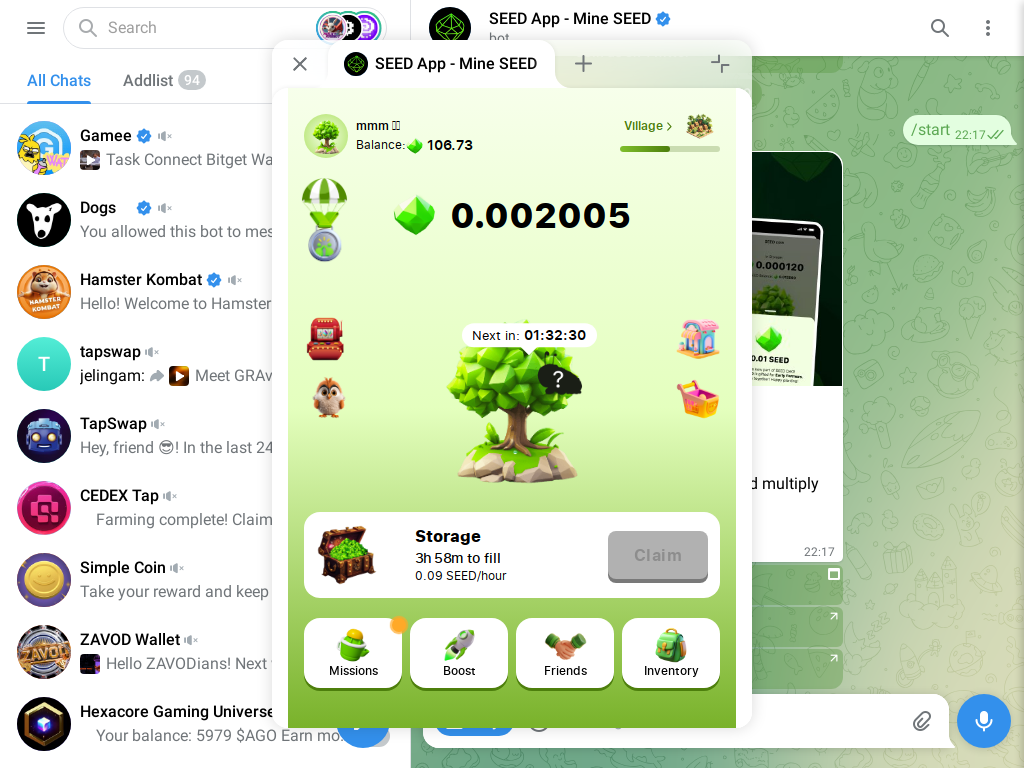 Search
All Chats
Addlist 94
Gamee
Task Connect Bitget Wa
Dogs
You allowed this bot to mes
Hamster Kombat
Hello! Welcome to Hamster
HAMSTER
KOMBAT
T
tapswap
jelingam: Meet GRAv
TapSwap
Hey, friend 😎! In the last 24
CEDEX Tap
Farming complete! Claim
Simple Coin
Take your reward and keep
ZAVOD Wallet
Hello ZAVODians! Next
ZAVOD
Hexacore Gaming Universe
Your balance: 5979 $AGO Earn mo.
SEED App - Mine SEED
bot
SEED App - Mine SEED
mmm
Balance: 106.73
Village
0.002005
Next in: 01:32:30
?
Storage
3h 58m to fill
0.09 SEED/hour
Claim
Missions
Boost
Friends
Inventory
/start 22:17
0.000120
0.01 SEED
d multiply
22:17